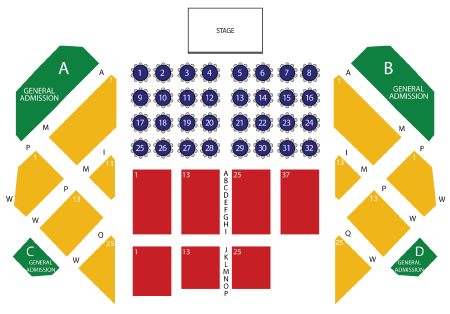 STAGE
A
GENERAL
ADMISSION
B
GENERAL
ADMISSION
1 2 3 4 5 6 7 8
9 10 11 12 13 14 15 16
17 18 19 20 21 22 23 24
25 26 27 28 29 30 31 32
A
1
M
I
P
1
M
13
W
P
13
W
Q
25
W
C
GENERAL
ADMISSION
1
13
A
B
C
D
E
F
G
H
I
25
37
1
13
J
K
L
M
N
O
P
25
A
1
M
I
P
13
M
1
W
P
13
Q
W
25
W
D
GENERAL
ADMISSION